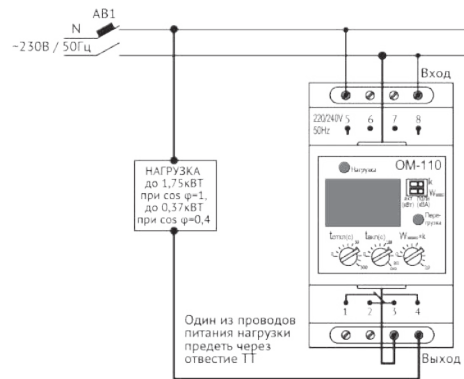 АВ1
N
~230В / 50Гц
Вход
220/240V
50Hz
5 6 7 8
Нагрузка
ОМ-110
Пере-
грузка
НАГРУЗКА
до 1,75кВТ
при cos φ=1,
до 0,37кВТ
при cos φ=0,4
1 2 3 4
Один из проводов
питания нагрузки
предеть через
отвестие ТТ
Выход